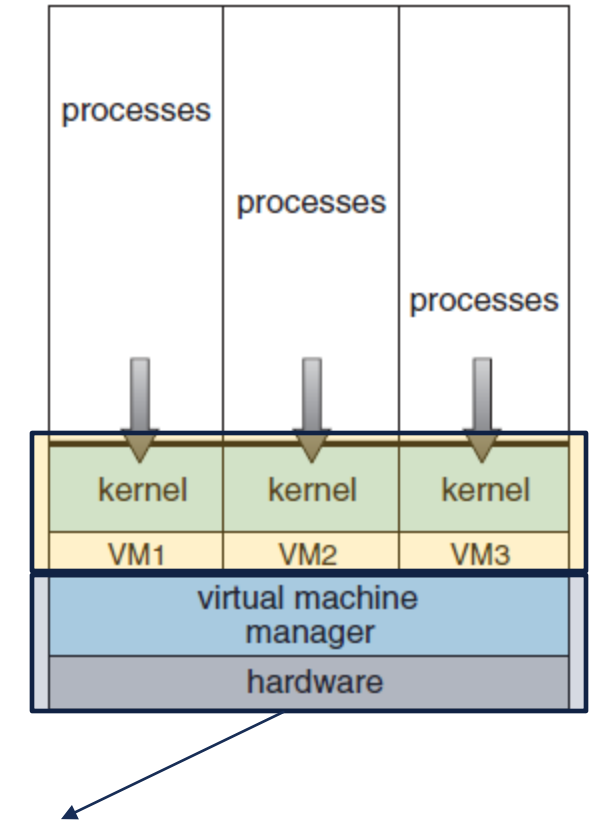 processes
processes
processes
kernel kernel kernel
VM1 VM2 VM3
virtual machine
manager
hardware